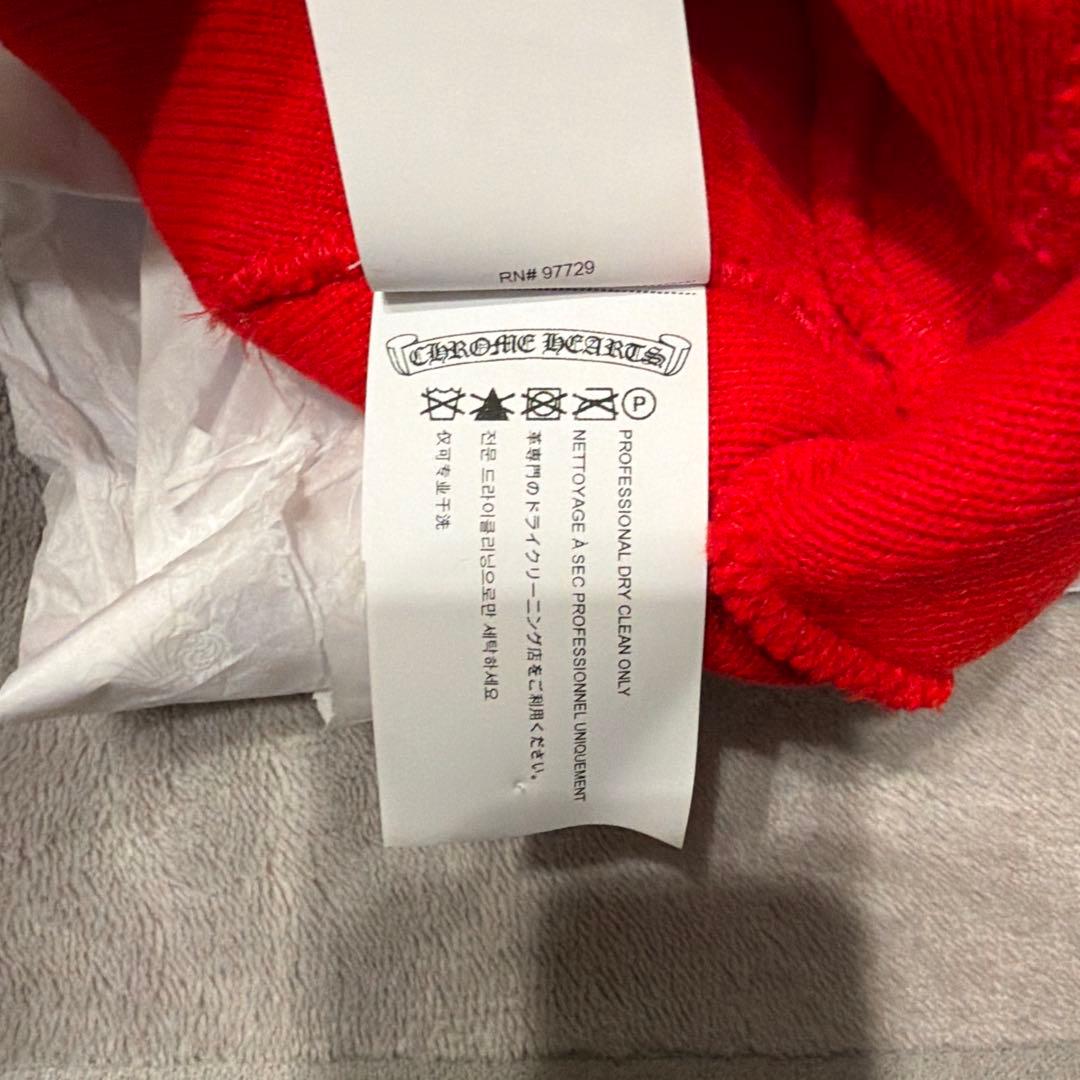 RN# 97729
CHROME HEARTS
P
PROFESSIONAL DRY CLEAN ONLY
NETTOYAGE À SEC PROFESSIONNEL UNIQUEMENT
革専門のドライクリーニング店をご利用ください。
전문 드라이클리닝으로만 세탁하세요
仅可专业干洗